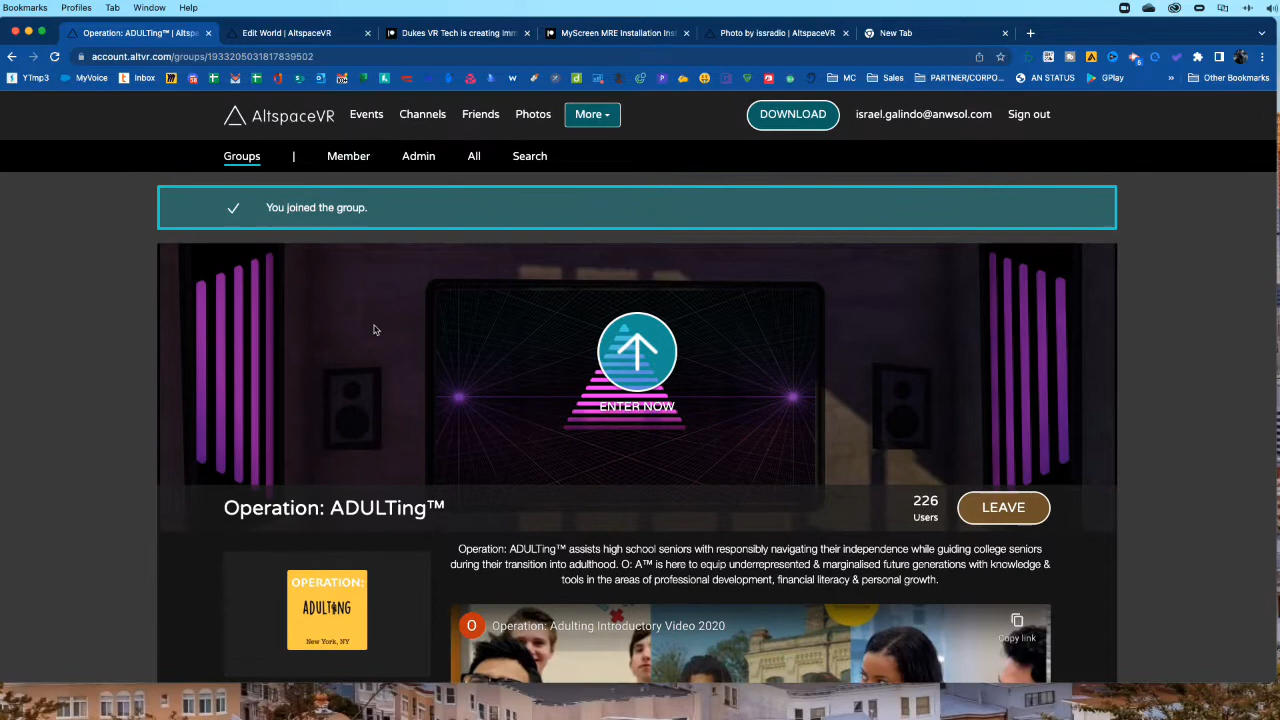 Bookmarks Profiles Tab Window Help
Operation: ADULTing™ | Altsp
Edit World | AltspaceVR
Dukes VR Tech is creating Imm
MyScreen MRE Installation Inst
Photo by issradio | AltspaceVR
New Tab
account.altvr.com/groups/1933205031817839502
YTmp3 MyVoice Inbox MC Sales PARTNER/CORPO... AN STATUS GPlay Other Bookmarks
AltspaceVR Events Channels Friends Photos More DOWNLOAD israel.galindo@anwsol.com Sign out
Groups | Member Admin All Search
You joined the group.
ENTER NOW
Operation: ADULTing™
226
Users
LEAVE
Operation: ADULTing™ assists high school seniors with responsibly navigating their independence while guiding college seniors
during their transition into adulthood. O: A™ is here to equip underrepresented & marginalised future generations with knowledge &
tools in the areas of professional development, financial literacy & personal growth.
OPERATION:
ADULTING
New York, NY
O Operation: Adulting Introductory Video 2020
Copy link